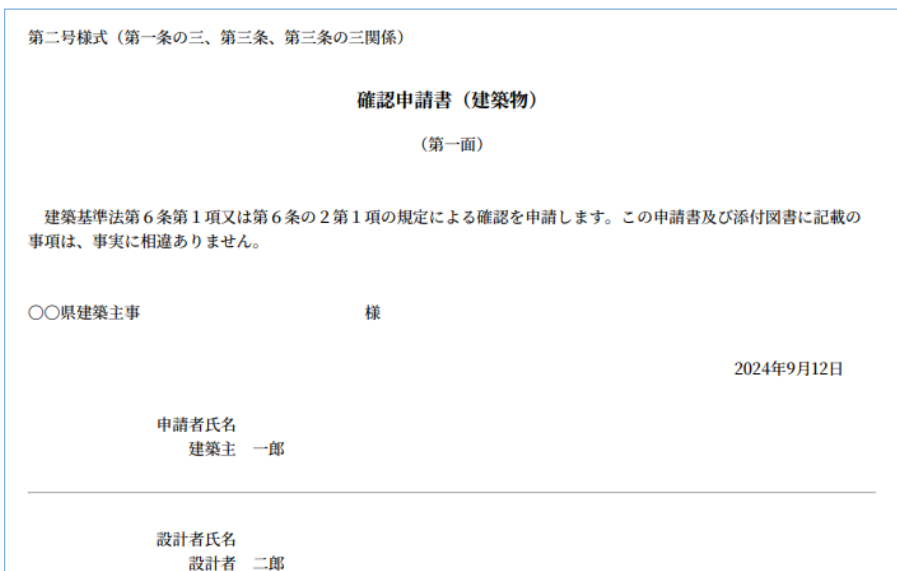 第二号様式（第一条の三、第三条、第三条の三関係）
確認申請書（建築物）
（第一面）
建築基準法第６条第１項又は第６条の２第１項の規定による確認を申請します。この申請書及び添付図書に記載の
事項は、事実に相違ありません。
〇〇県建築主事　　　　　　　　　　　　　　様
2024年9月12日
申請者氏名
建築主　一郎
設計者氏名
設計者　二郎